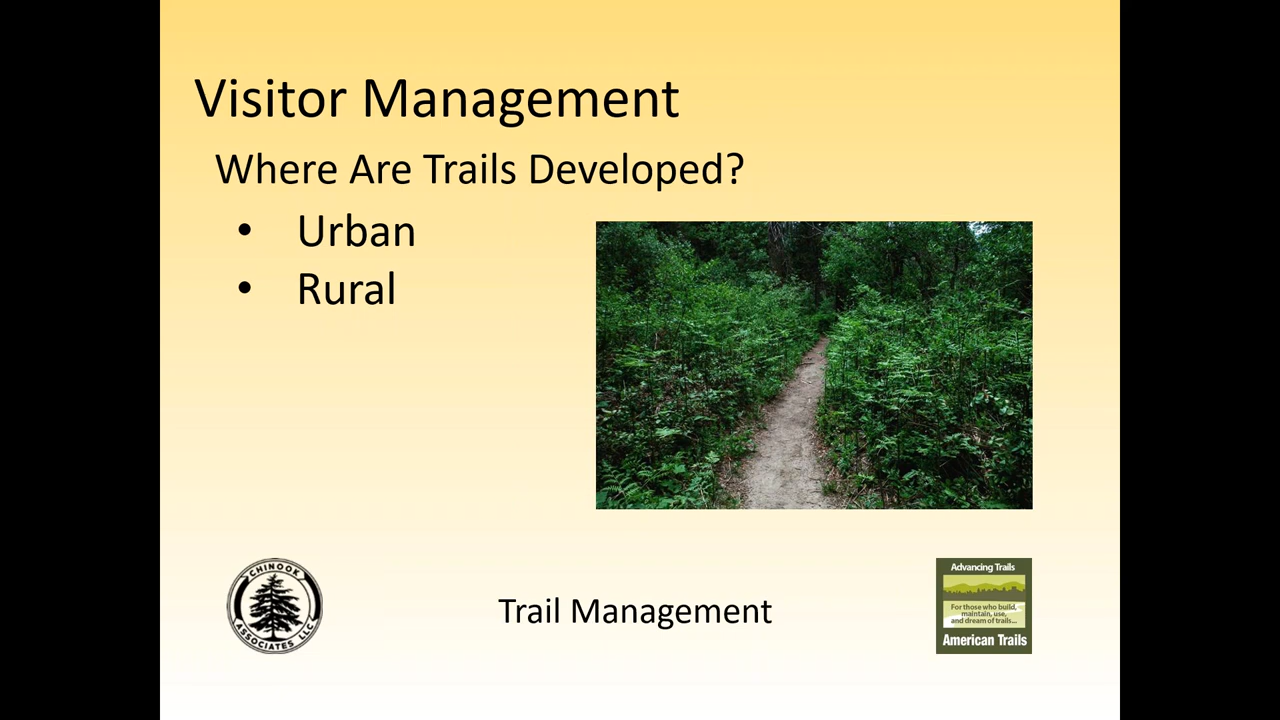 Visitor Management
Where Are Trails Developed?
• Urban
• Rural
CHINOOK
ASSOCIATES LLC
Trail Management
Advancing Trails
For those who build,
maintain, use,
and dream of trails...
American Trails